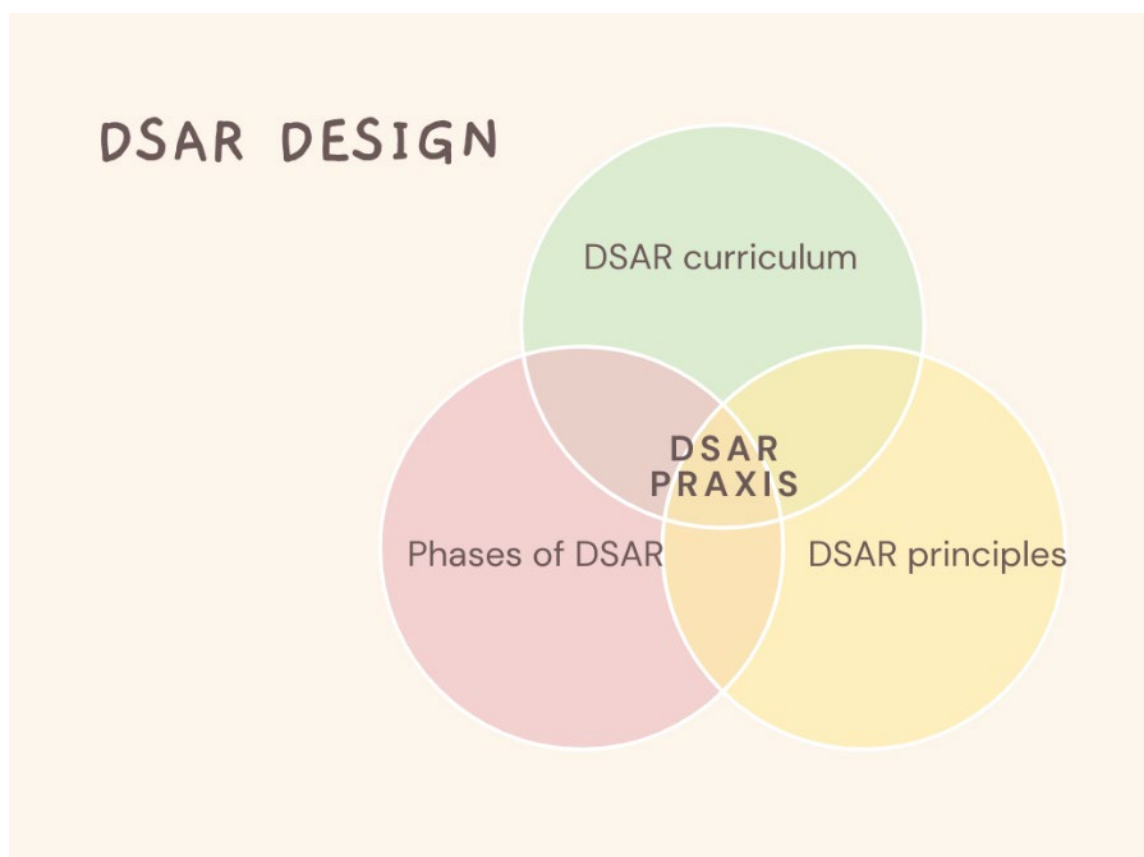 DSAR DESIGN
DSAR curriculum
DSAR
PRAXIS
Phases of DSAR
DSAR principles